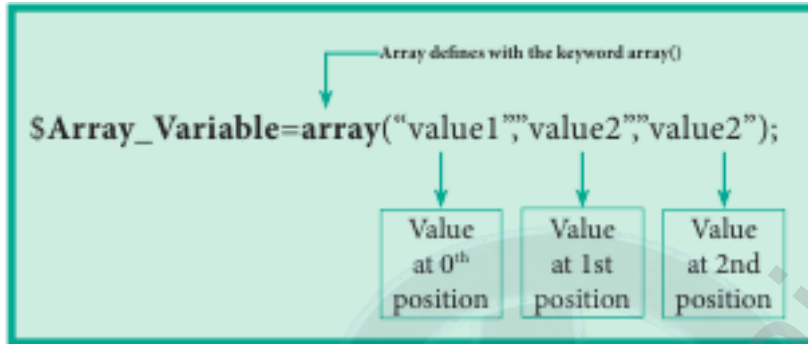 Array defines with the keyword array()
$Array_Variable=array(“value1””,”value2”,”value2”);
Value at 0th position
Value at 1st position
Value at 2nd position